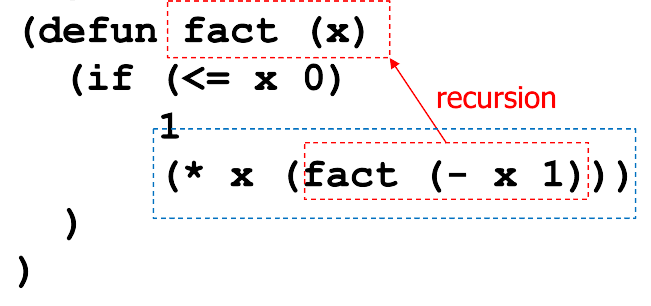 (defun fact (x)
(if (<= x 0)
recursion
1
(* x (fact (- x 1)))
)
)